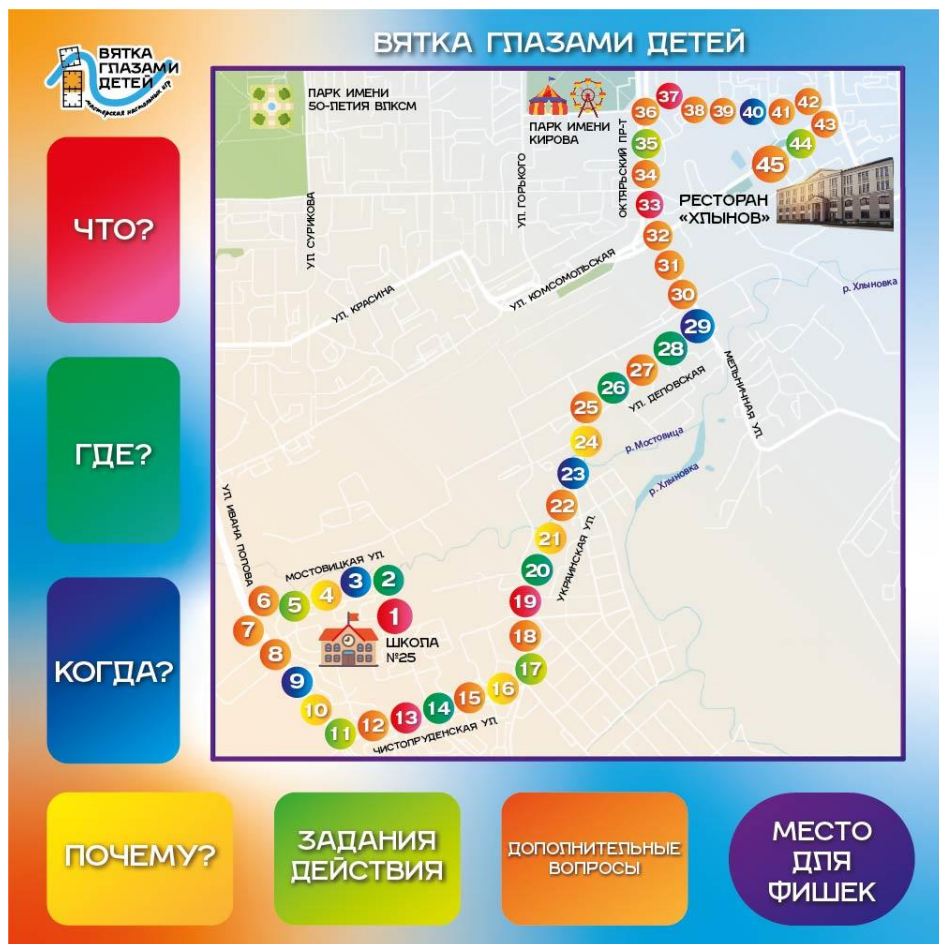 ВЯТКА ГЛАЗАМИ ДЕТЕЙ
ВЯТКА
ГЛАЗАМИ
ДЕТЕЙ
мастерская настольных игр
ЧТО?
ГДЕ?
КОГДА?
ПАРК ИМЕНИ
50-ЛЕТИЯ ВЛКСМ
ПАРК ИМЕНИ
КИРОВА
УЛ. СУРИКОВА
УЛ. ГОРЬКОГО
ОКТЯРЬСКИЙ ПР-Т
36
37
38
39
40
41
42
43
44
45
35
34
33
32
31
30
29
РЕСТОРАН
«ХЛЫНОВ»
УЛ. КРАСИНА
УЛ. КОМСОМОЛЬСКАЯ
р. Хлыновка
28
27
26
25
24
23
22
21
20
19
18
17
16
15
14
13
12
11
10
9
8
7
6
5
4
3
2
1
УЛ. ДЕПОВСКАЯ
МЕЛЬНИЧНАЯ УЛ.
р. Мостовица
р. Хлыновка
УКРАИНСКАЯ УЛ.
УЛ. ИВАНА ПОПОВА
МОСТОВИЦКАЯ УЛ.
ШКОЛА
№25
ЧИСТОПРУДЕНСКАЯ УЛ.
ПОЧЕМУ?
ЗАДАНИЯ
ДЕЙСТВИЯ
ДОПОЛНИТЕЛЬНЫЕ
ВОПРОСЫ
МЕСТО
ДЛЯ
ФИШЕК